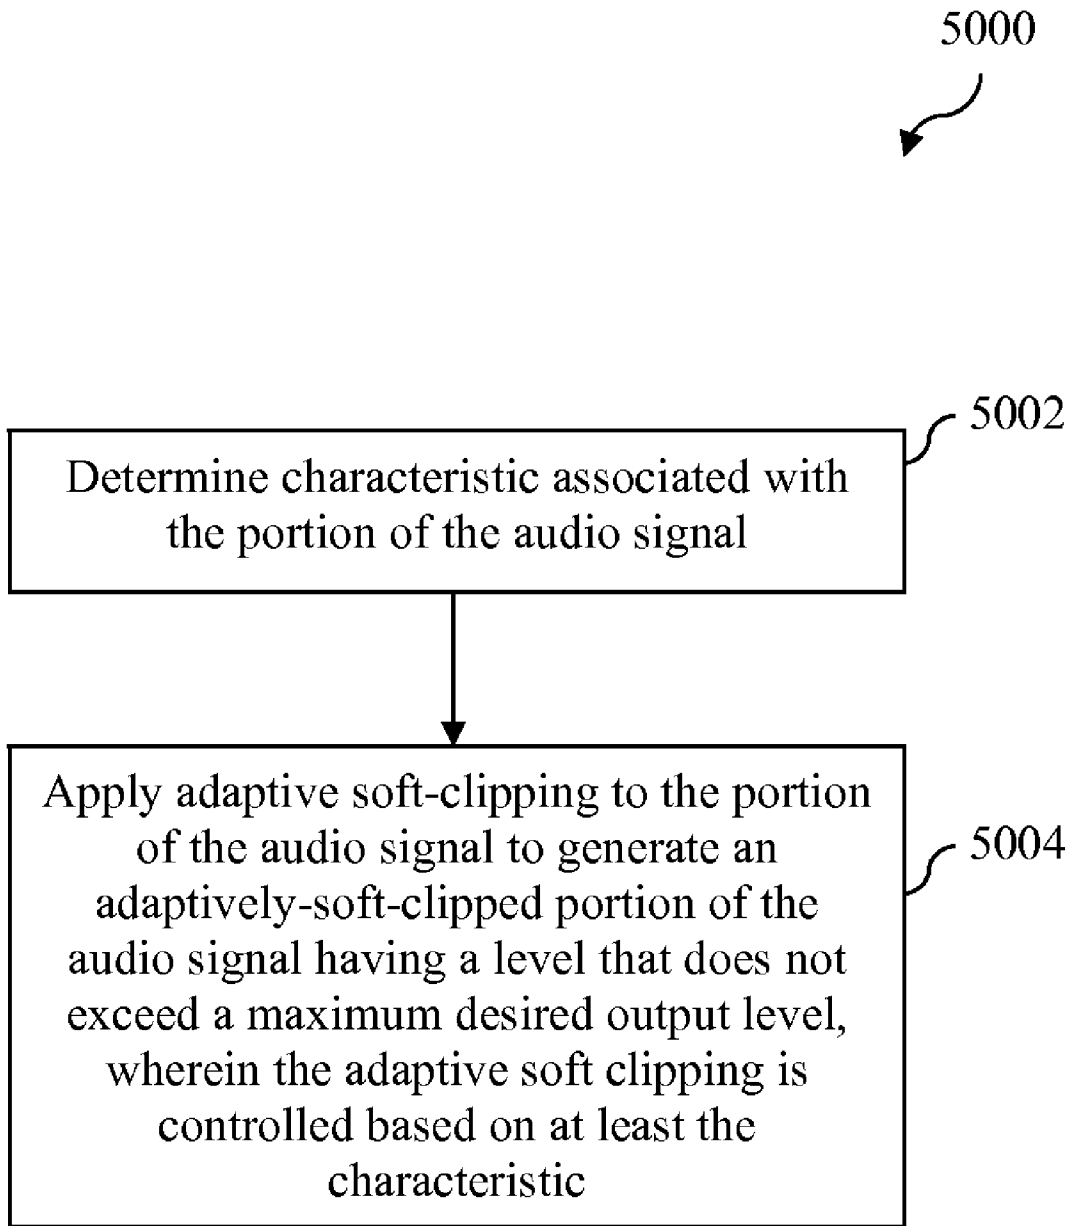 5000
5002
Determine characteristic associated with
the portion of the audio signal
Apply adaptive soft-clipping to the portion
of the audio signal to generate an
adaptively-soft-clipped portion of the
audio signal having a level that does not
exceed a maximum desired output level,
wherein the adaptive soft clipping is
controlled based on at least the
characteristic
5004